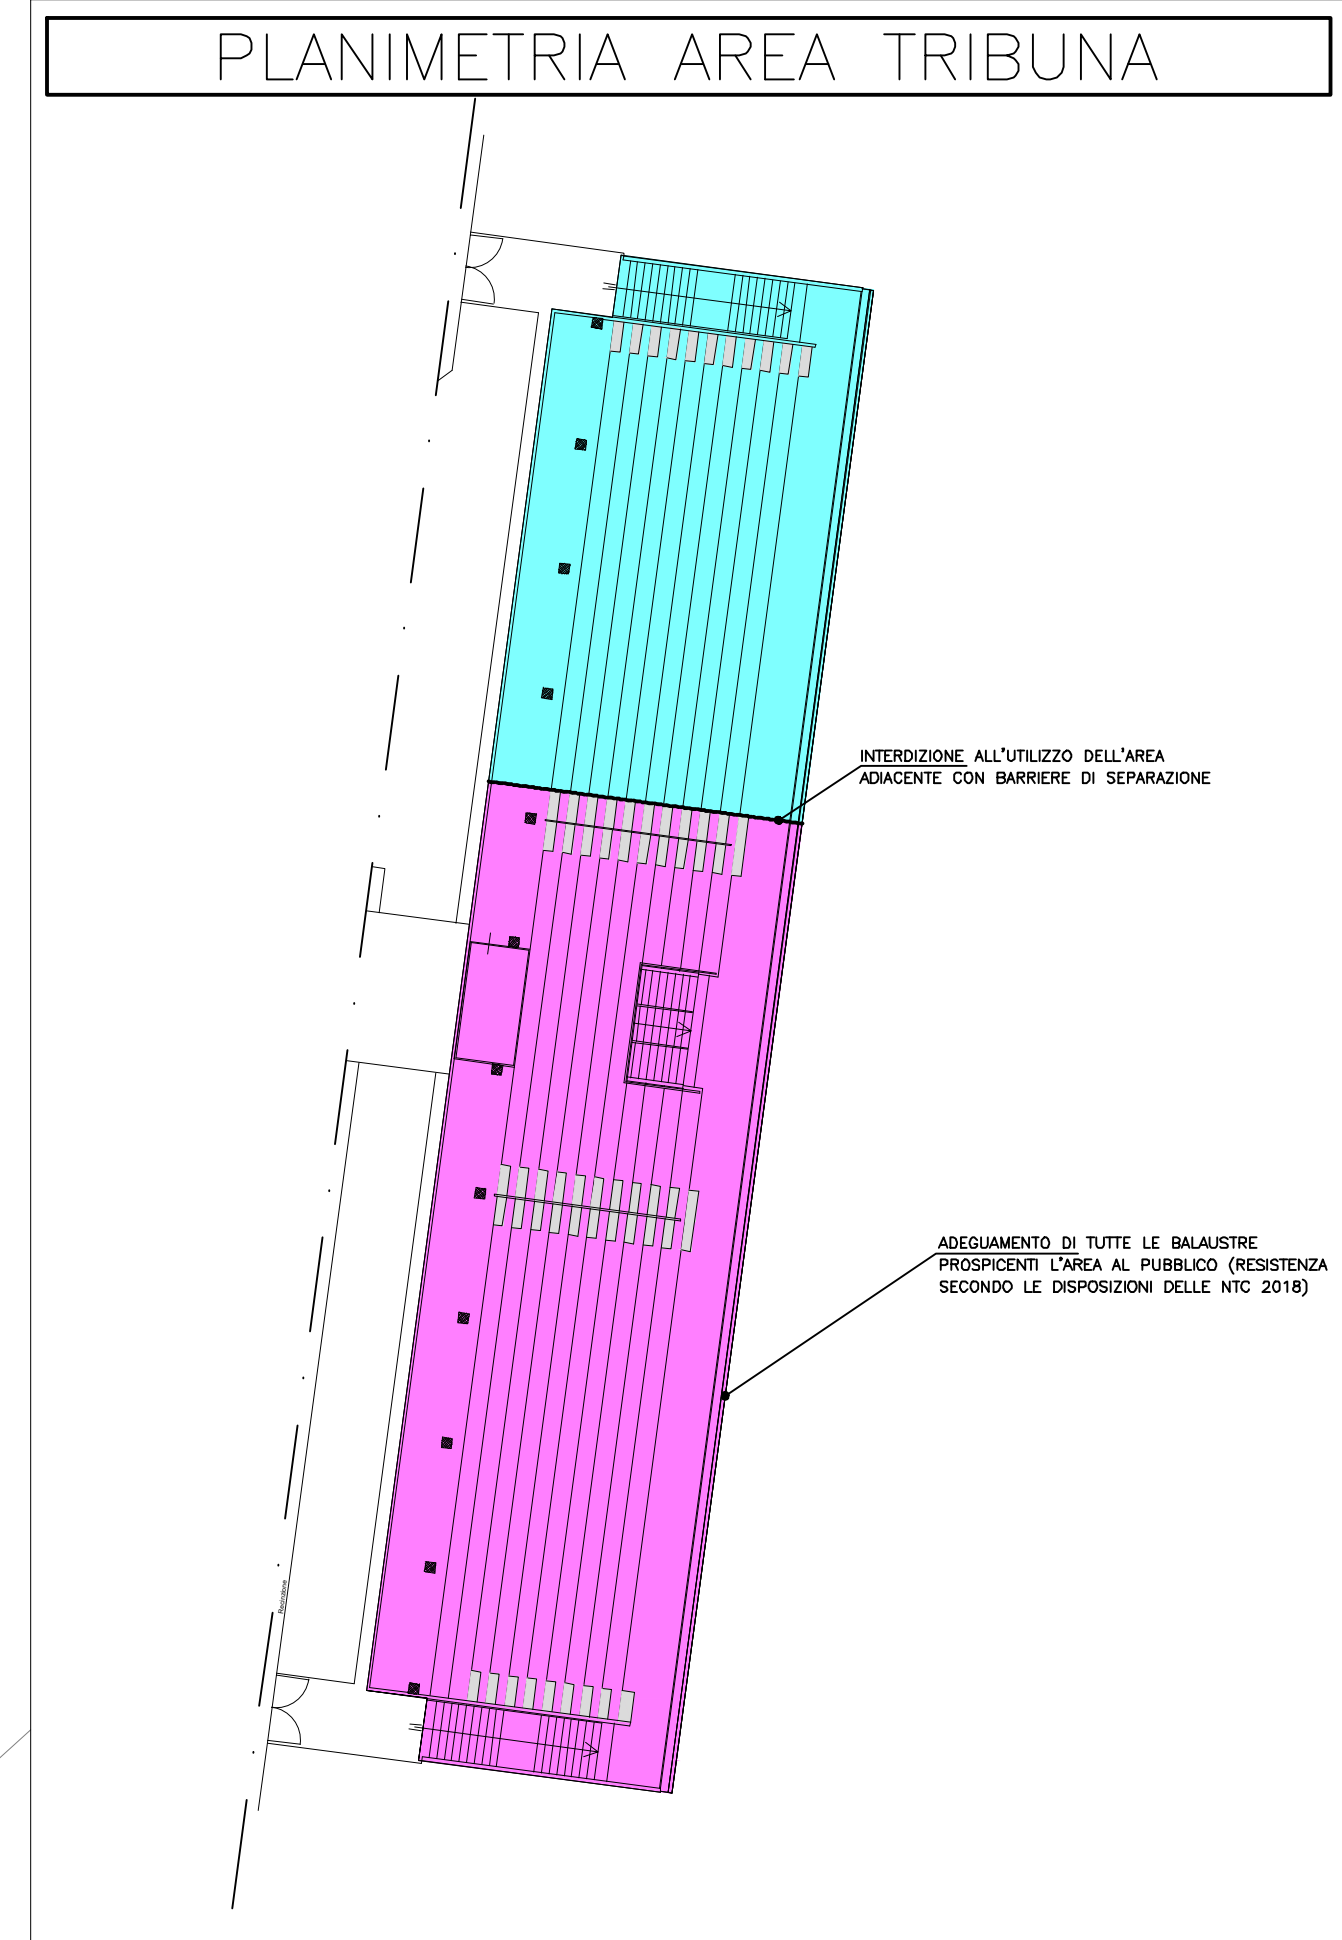 PLANIMETRIA AREA TRIBUNA
INTERDIZIONE ALL'UTILIZZO DELL'AREA
ADIACENTE CON BARRIERE DI SEPARAZIONE
ADEGUAMENTO DI TUTTE LE BALAUSTRE
PROSPICENTI L'AREA AL PUBBLICO (RESISTENZA
SECONDO LE DISPOSIZIONI DELLE NTC 2018)
Recinzione